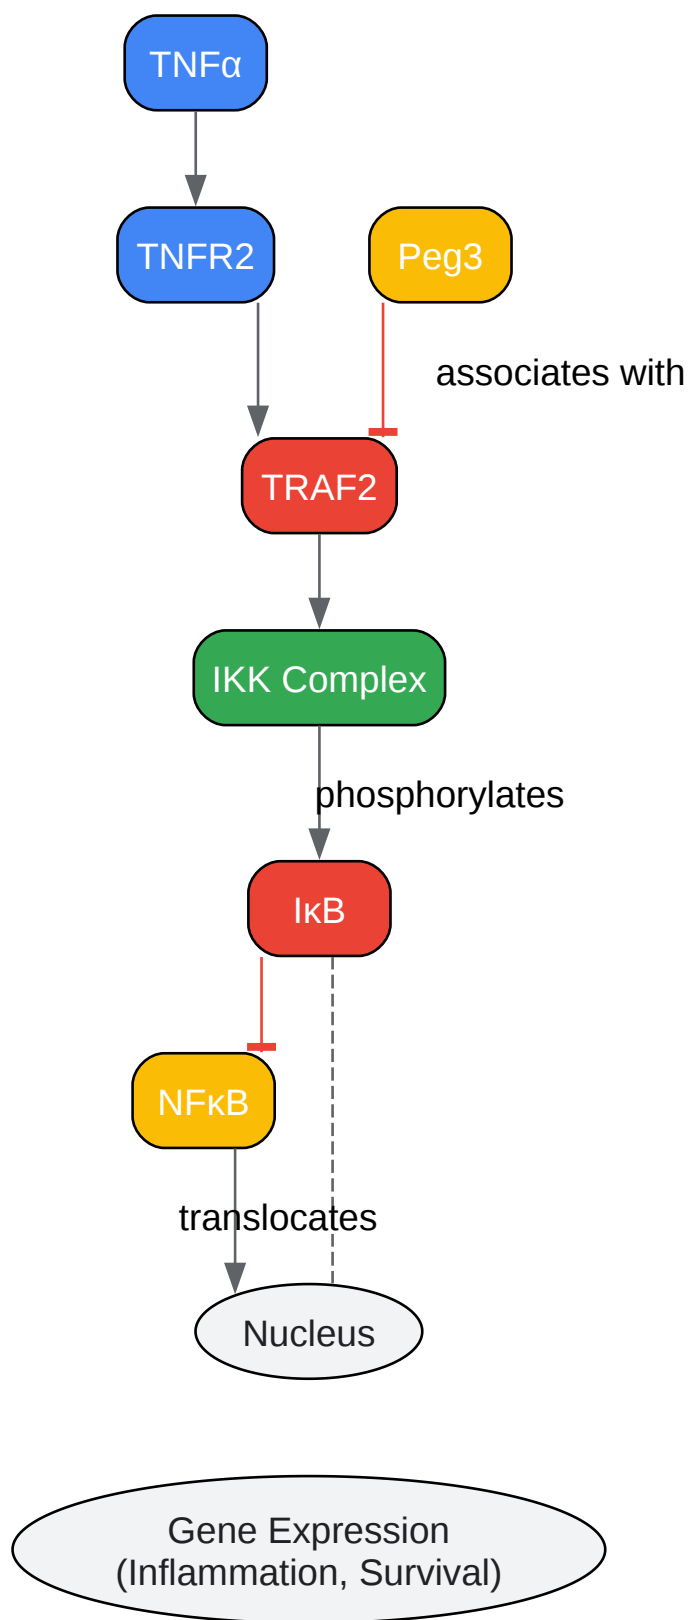 TNFα
TNFR2
Peg3
associates with
TRAF2
IKK Complex
phosphorylates
IκB
NFκB
translocates
Nucleus
Gene Expression
(Inflammation, Survival)